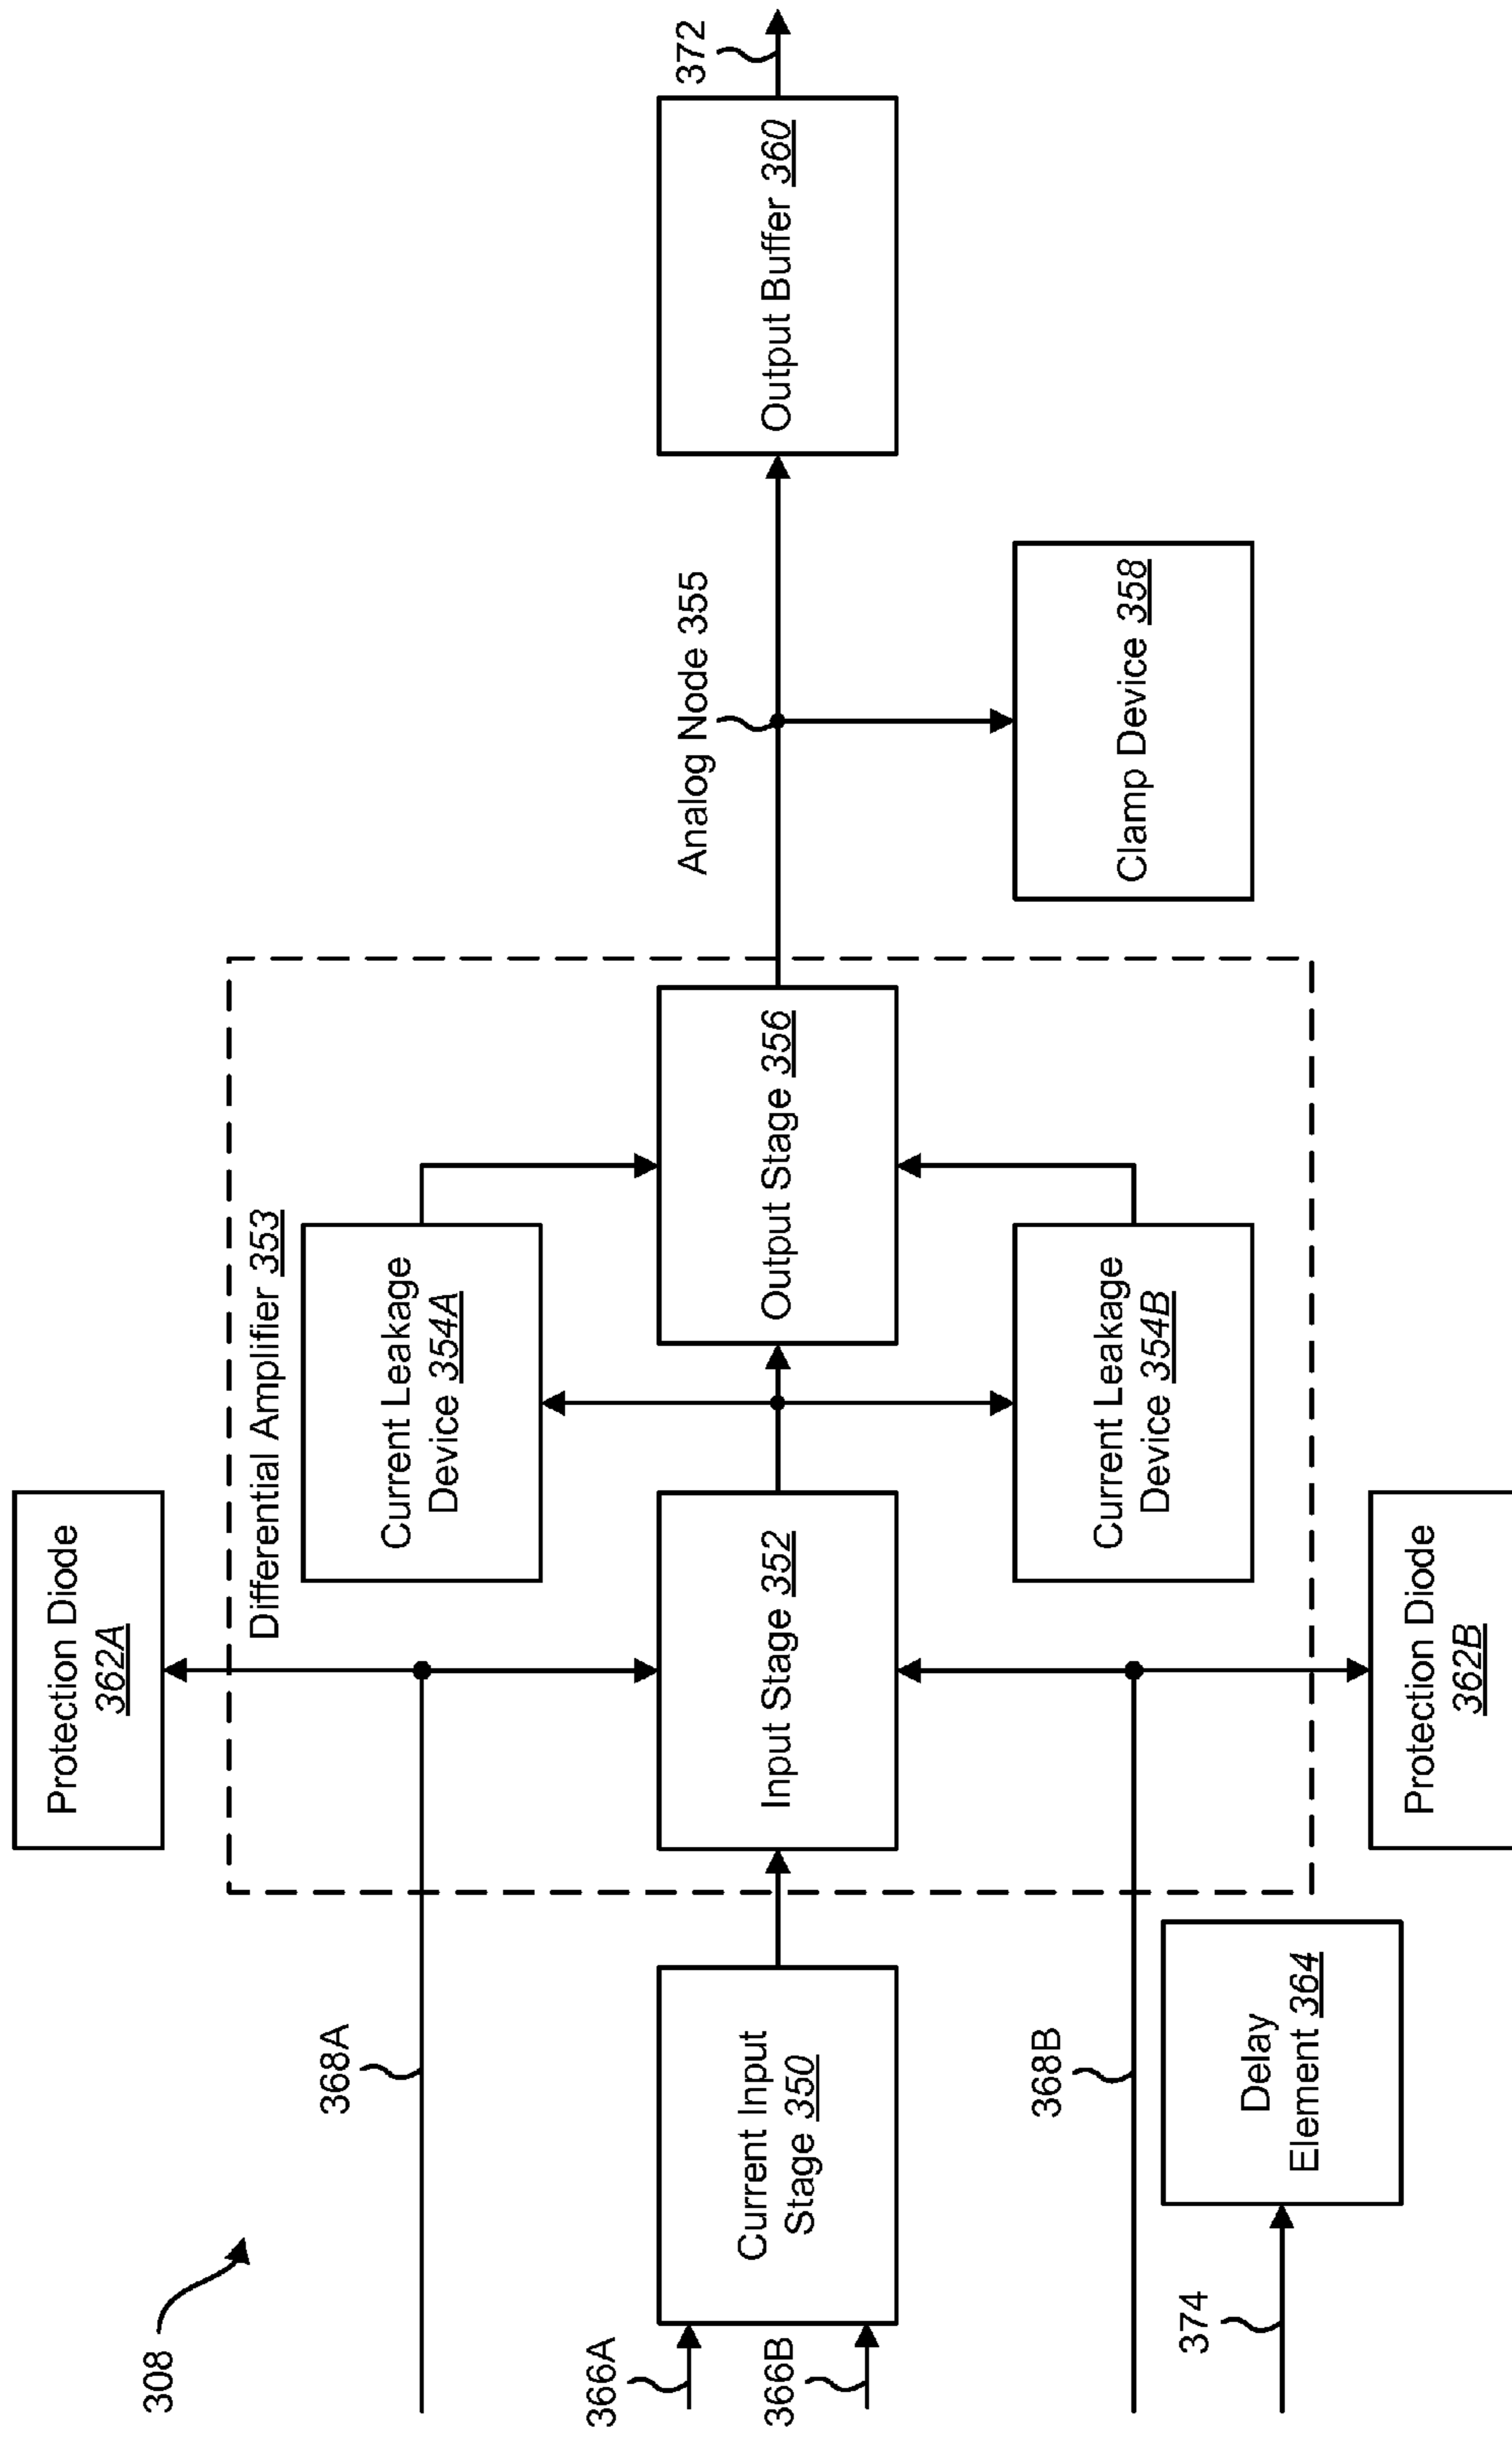 308
368A
366A
366B
368B
374
Current Input
Stage 350
Delay
Element 364
Protection Diode
362A
Differential Amplifier 353
Input Stage 352
Current Leakage
Device 354A
Current Leakage
Device 354B
Protection Diode
362B
Output Stage 356
Analog Node 355
Clamp Device 358
Output Buffer 360
372